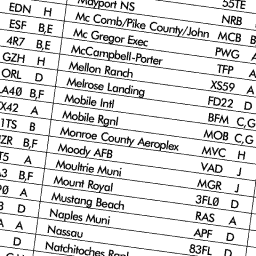 55TE
Mayport NS NRB
EDN H Mc Comb/Pike County/John MCB B
ESF B,E Mc Gregor Exec PWG A
4R7 B,E McCampbell-Porter TFP A
GZH H Mellon Ranch XS59 A
ORL D Melrose Landing FD22 D
A40 B,F Mobile Intl BFM C,G
X42 A Mobile Rgnl MOB C,G
1TS B Monroe County Aeroplex MVC H
ZR B,F Moody AFB VAD J
T5 A Moultrie Muni MGR J
A3 B,F Mount Royal 3FL0 D
A Mustang Beach RAS A
D Naples Muni APF D
A Nassau 83FL D
D Natchitoches Rgnl